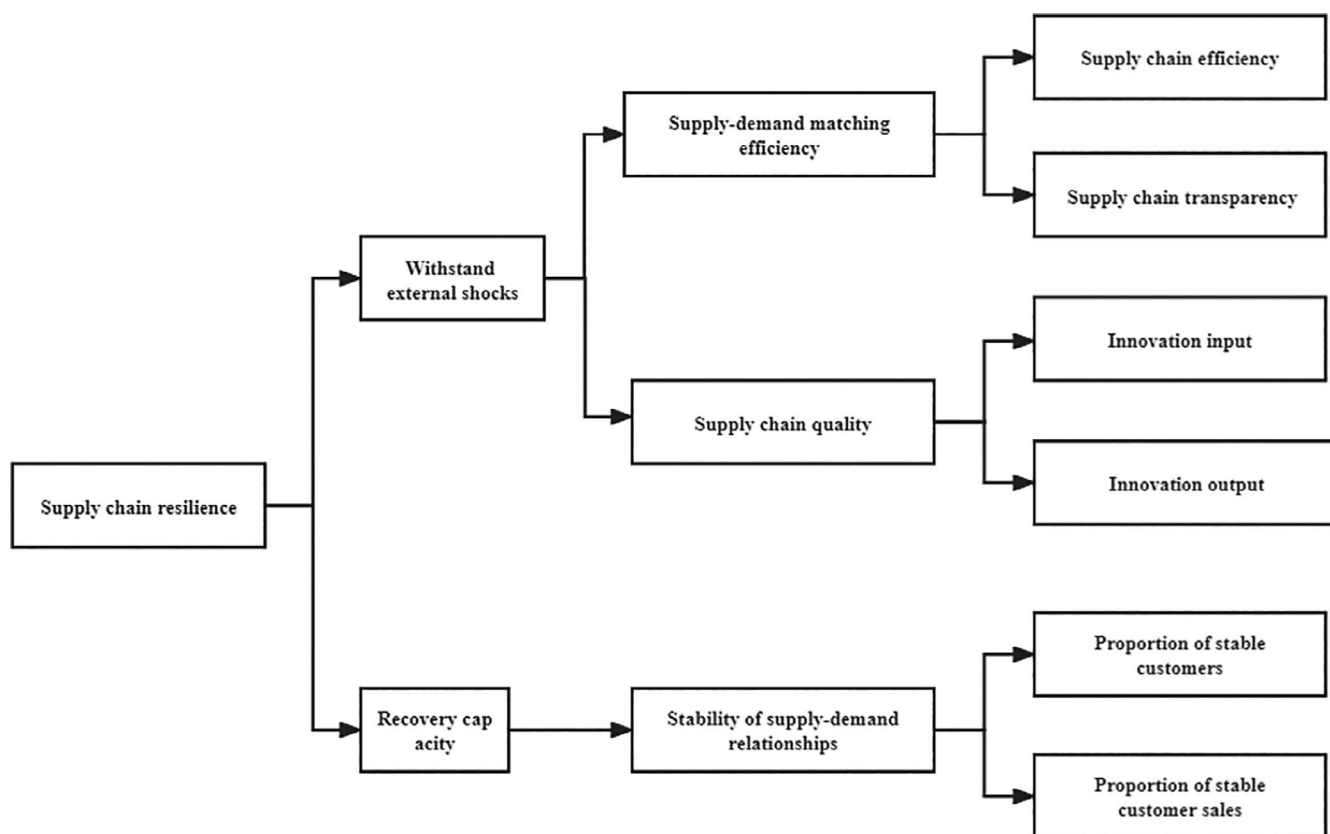 Supply chain efficiency
Supply-demand matching
efficiency
Supply chain transparency
Withstand
external shocks
Innovation input
Supply chain quality
Innovation output
Supply chain resilience
Proportion of stable
customers
Recovery cap
acity
Stability of supply-demand
relationships
Proportion of stable
customer sales